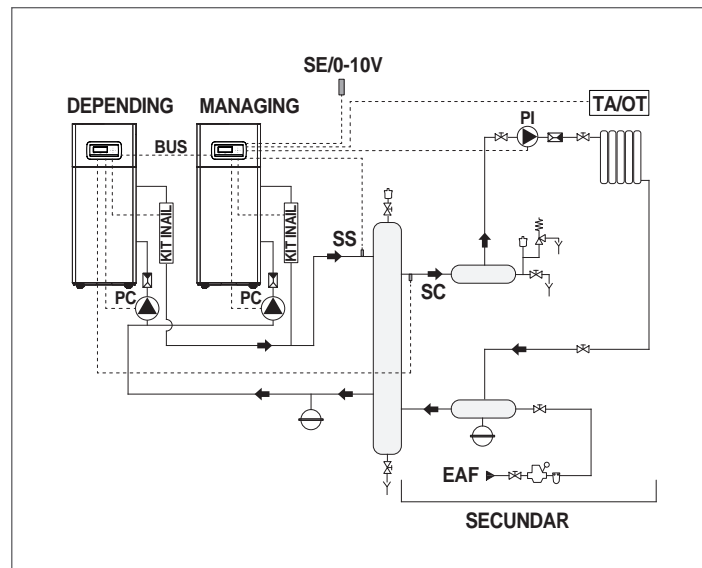 SE/0-10V
DEPENDING
MANAGING
TA/OT
PI
BUS
KIT INAIL
KIT INAIL
SS
SC
PC
PC
EAF
SECUNDAR